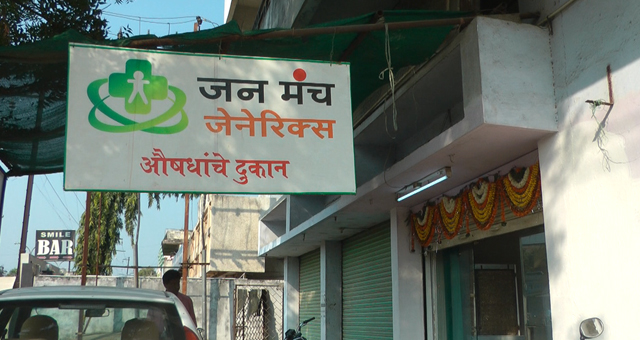 जन मंच
जेनेरिक्स
औषधांचे दुकान
SMILE
BAR